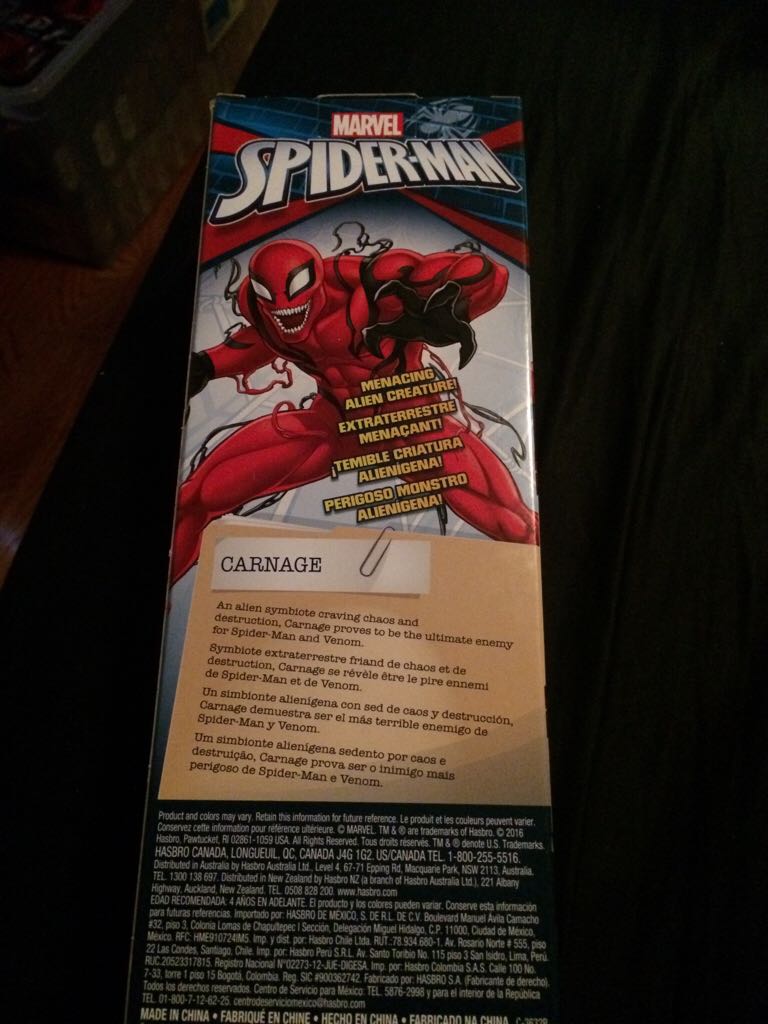 MARVEL
SPIDER-MAN
MENACING
ALIEN CREATURE!
EXTRATERRESTRE
MENAÇANT!
¡TEMIBLE CRIATURA
ALIENÍGENA!
PERIGOSO MONSTRO
ALIENÍGENA!
CARNAGE
An alien symbiote craving chaos and
destruction, Carnage proves to be the ultimate enemy
for Spider-Man and Venom.
Symbiote extraterrestre friand de chaos et de
destruction, Carnage se révèle être le pire ennemi
de Spider-Man et de Venom.
Un simbionte alienígena con sed de caos y destrucción,
Carnage demuestra ser el más terrible enemigo de
Spider-Man y Venom.
Um simbionte alienígena sedento por caos e
destruição, Carnage prova ser o inimigo mais
perigoso de Spider-Man e Venom.
Product and colors may vary. Retain this information for future reference. Le produit et les couleurs peuvent varier.
Conservez cette information pour référence ultérieure. © MARVEL. TM & ® are trademarks of Hasbro. © 2016
Hasbro, Pawtucket, RI 02861-1059 USA. All Rights Reserved. Tous droits réservés. TM & ® denote U.S. Trademarks.
HASBRO CANADA, LONGUEUIL, QC, CANADA J4G 1G2. US/CANADA TEL. 1-800-255-5516.
Distributed in Australia by Hasbro Australia Ltd., Level 4, 67-71 Epping Rd, Macquarie Park, NSW 2113, Australia.
TEL. 1300 138 697. Distributed in New Zealand by Hasbro NZ (a branch of Hasbro Australia Ltd.), 221 Albany
Highway, Auckland, New Zealand. TEL. 0508 828 200. www.hasbro.com
EDAD RECOMENDADA: 4 AÑOS EN ADELANTE. El producto y los colores pueden variar. Conserve esta información
para futuras referencias. Importado por: HASBRO DE MÉXICO, S. DE R.L. DE C.V. Boulevard Manuel Ávila Camacho
#32, piso 3, Colonia Lomas de Chapultepec I Sección, Delegación Miguel Hidalgo, C.P. 11000, Ciudad de México,
México. RFC: HME910724IM5. Imp. y dist. por: Hasbro Chile Ltda. RUT.:78.934.680-1. Av. Rosario Norte # 555, piso
22 Las Condes, Santiago, Chile. Imp. por: Hasbro Perú S.R.L. Av. Santo Toribio No. 115 piso 3 San Isidro, Lima, Perú.
RUC 20523317815. Registro Nacional N°02273-12-JUE-DIGESA. Imp. por: Hasbro Colombia S.A.S. Calle 100 No.
7-33, torre 1 piso 15 Bogotá, Colombia. Reg. SIC #900362742. Fabricado por: HASBRO S.A. (Fabricante de derecho).
Todos los derechos reservados. Centro de Servicio para México: TEL. 5876-2998 y para el interior de la República
TEL. 01-800-7-12-62-25. centrodeserviciomexico@hasbro.com
MADE IN CHINA • FABRIQUÉ EN CHINE • HECHO EN CHINA • FABRICADO NA CHINA